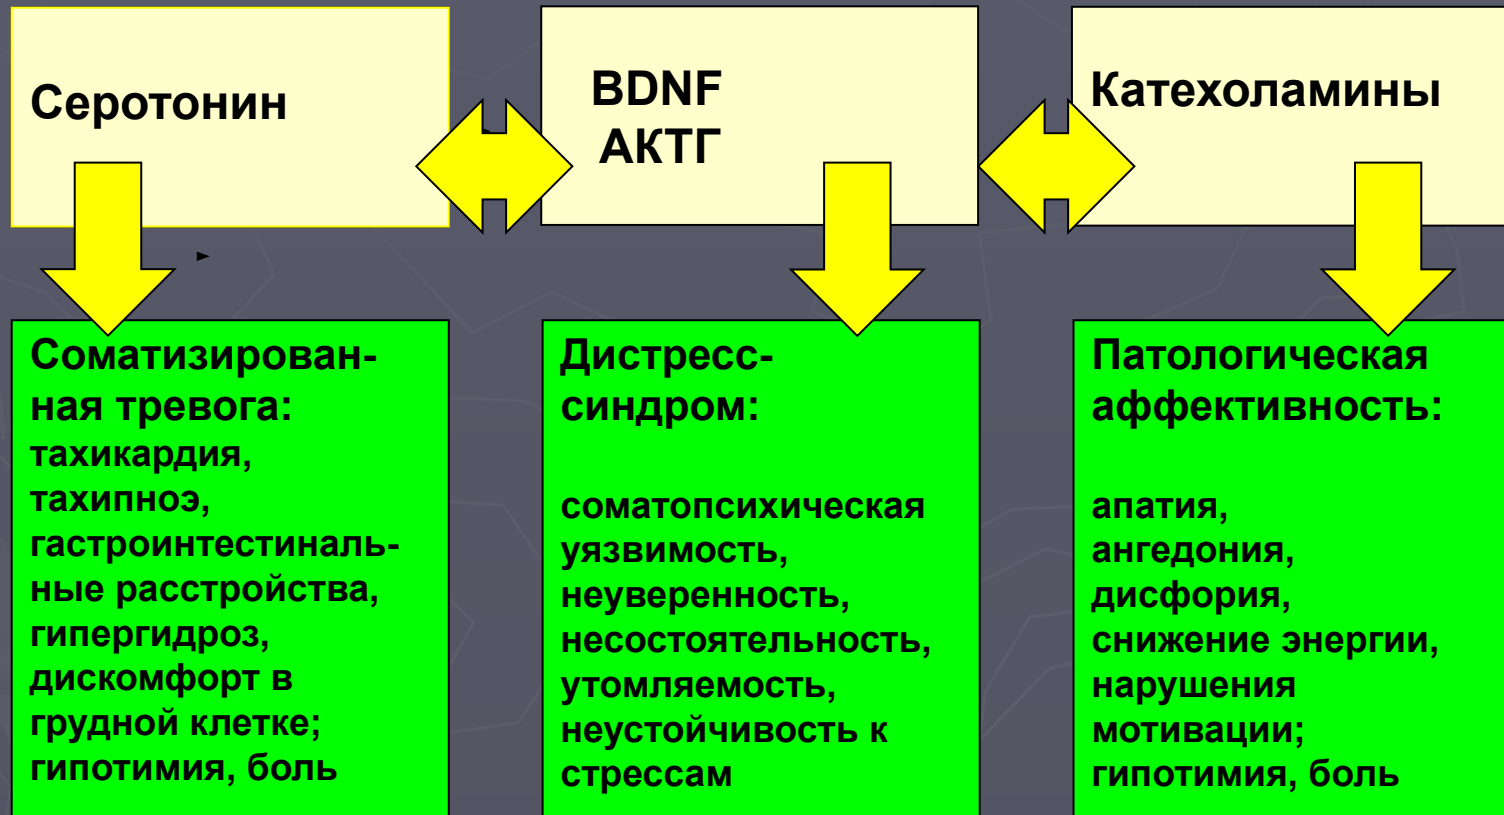 Серотонин
BDNF
АКТГ
Катехоламины
Соматизирован-
ная тревога:
тахикардия,
тахипноэ,
гастроинтестиналь-
ные расстройства,
гипергидроз,
дискомфорт в
грудной клетке;
гипотимия, боль
Дистресс-
синдром:
соматопсихическая
уязвимость,
неуверенность,
несостоятельность,
утомляемость,
неустойчивость к
стрессам
Патологическая
аффективность:
апатия,
ангедония,
дисфория,
снижение энергии,
нарушения
мотивации;
гипотимия, боль